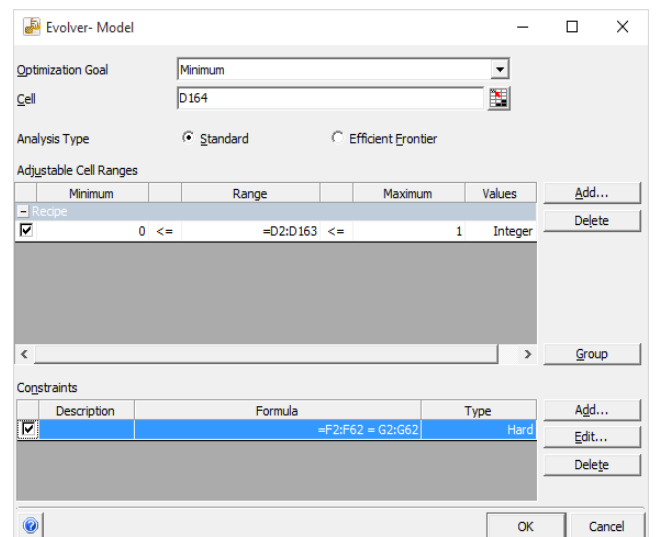 Evolver- Model
Optimization Goal Minimum
Cell D164
Analysis Type Standard Efficient Frontier
Adjustable Cell Ranges
Minimum Range Maximum Values Add...
Recipe
Delete
0 <= =D2:D163 <= 1 Integer
Group
Constraints
Description Formula Type Add...
=F2:F62 = G2:G62 Hard
Edit...
Delete
OK Cancel